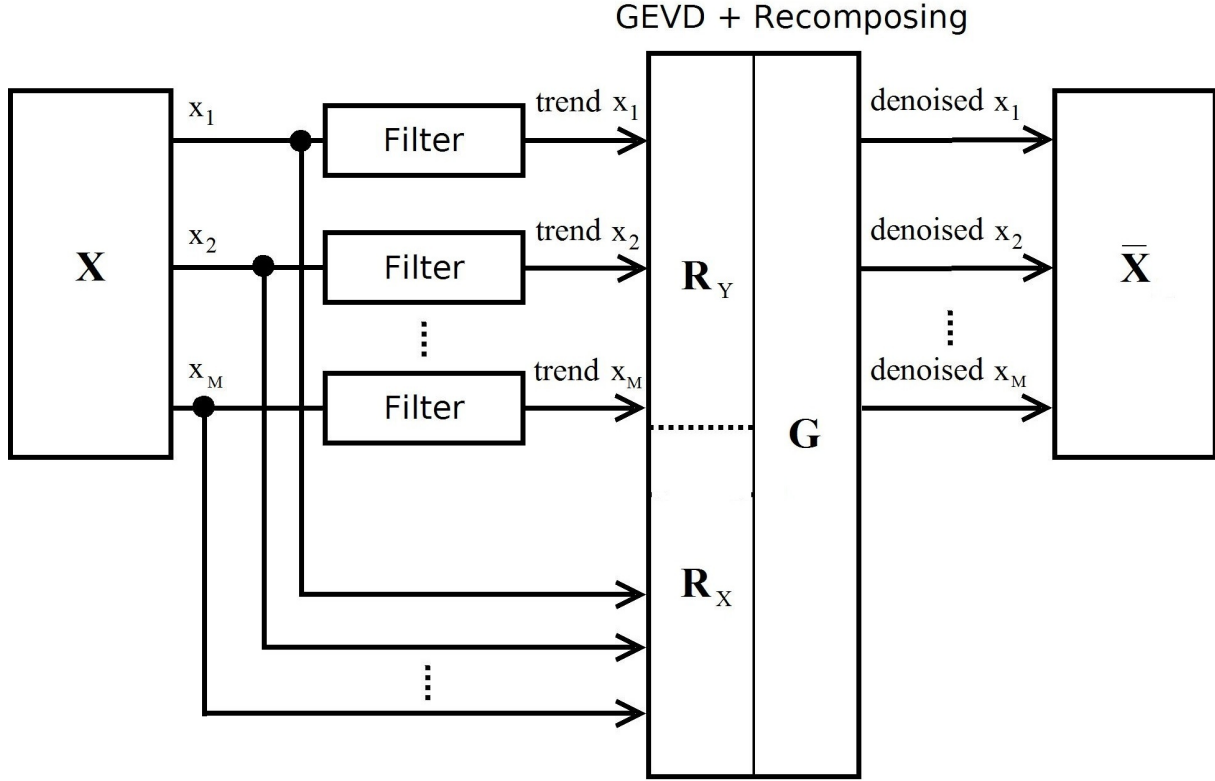 GEVD + Recomposing
X
x1
Filter
trend x1
x2
Filter
trend x2
xM
Filter
trend xM
RY
RX
G
denoised x1
denoised x2
denoised xM
X̅